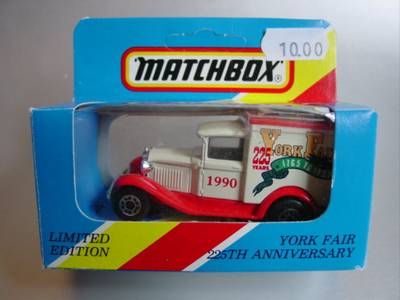 10.00
MATCHBOX
225
YEARS
YORK FAIR
1765
1990
LIMITED
EDITION
YORK FAIR
225TH ANNIVERSARY